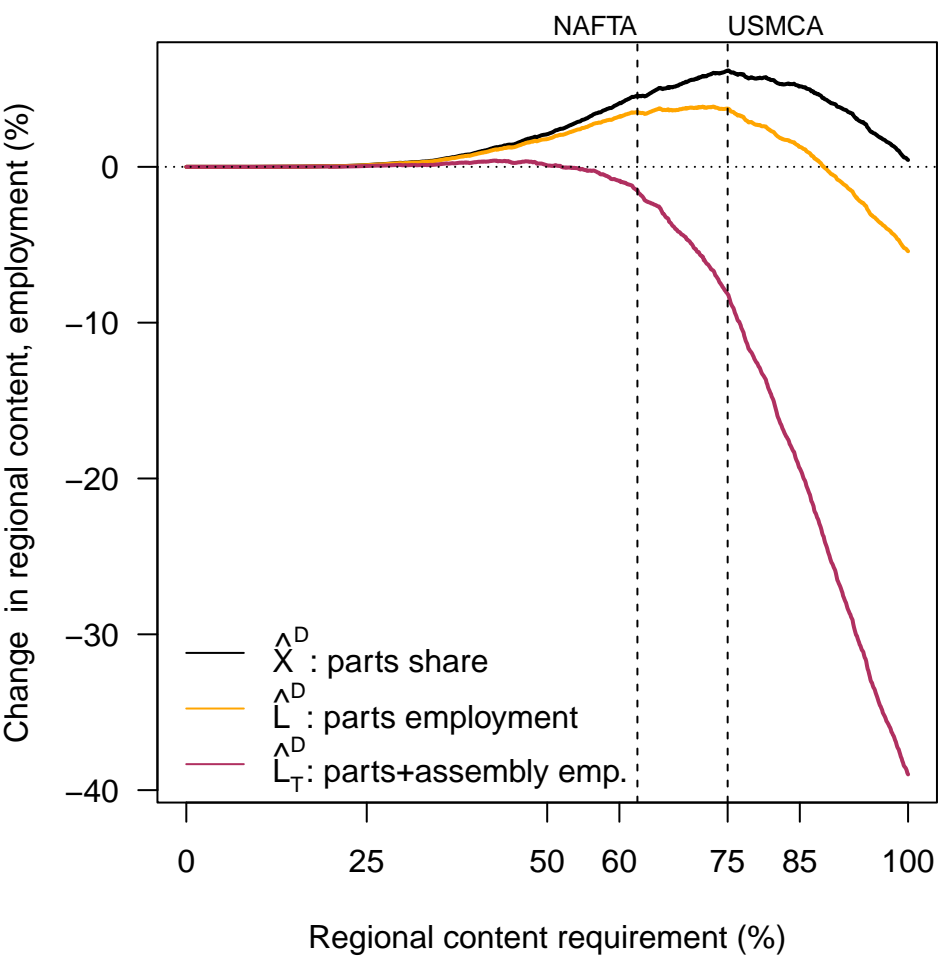 NAFTA USMCA
Change in regional content, employment (%)
0
−10
−20
−30
−40
X̂ᴰ: parts share
L̂ᴰ: parts employment
L̂_Tᴰ: parts+assembly emp.
0 25 50 60 75 85 100
Regional content requirement (%)